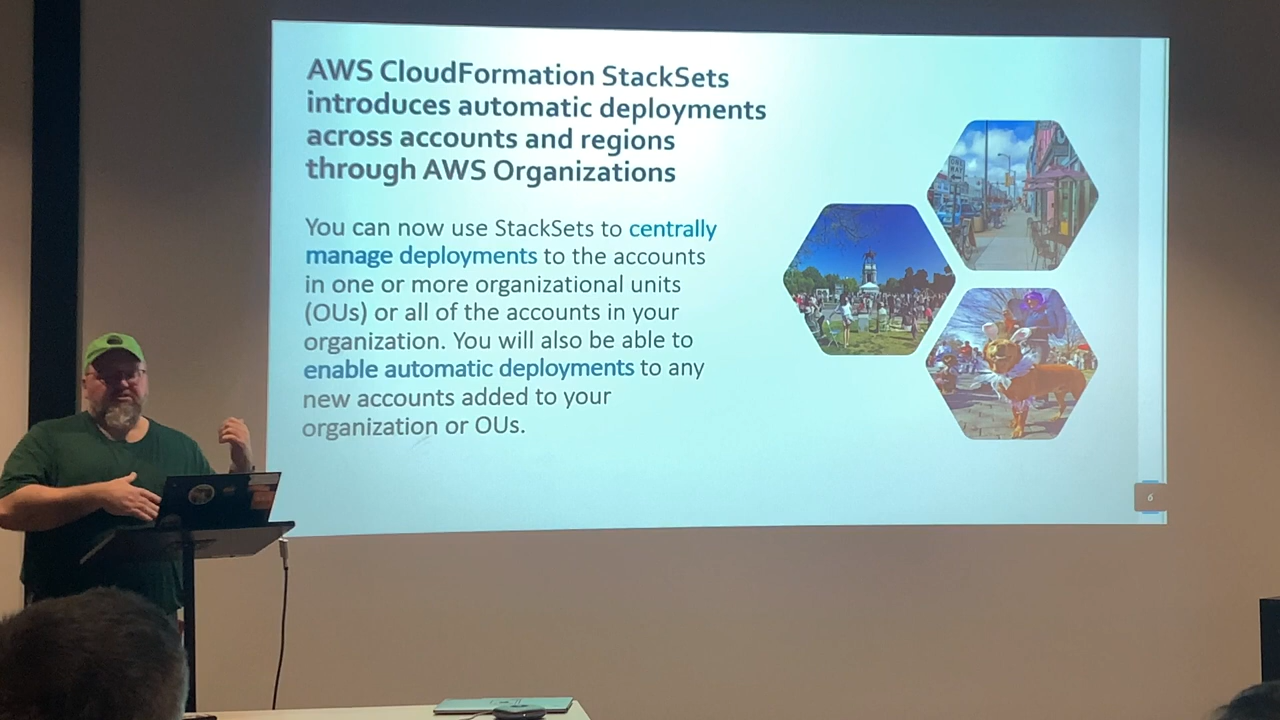 AWS CloudFormation StackSets
introduces automatic deployments
across accounts and regions
through AWS Organizations
You can now use StackSets to centrally
manage deployments to the accounts
in one or more organizational units
(OUs) or all of the accounts in your
organization. You will also be able to
enable automatic deployments to any
new accounts added to your
organization or OUs.
ONE
WAY
6